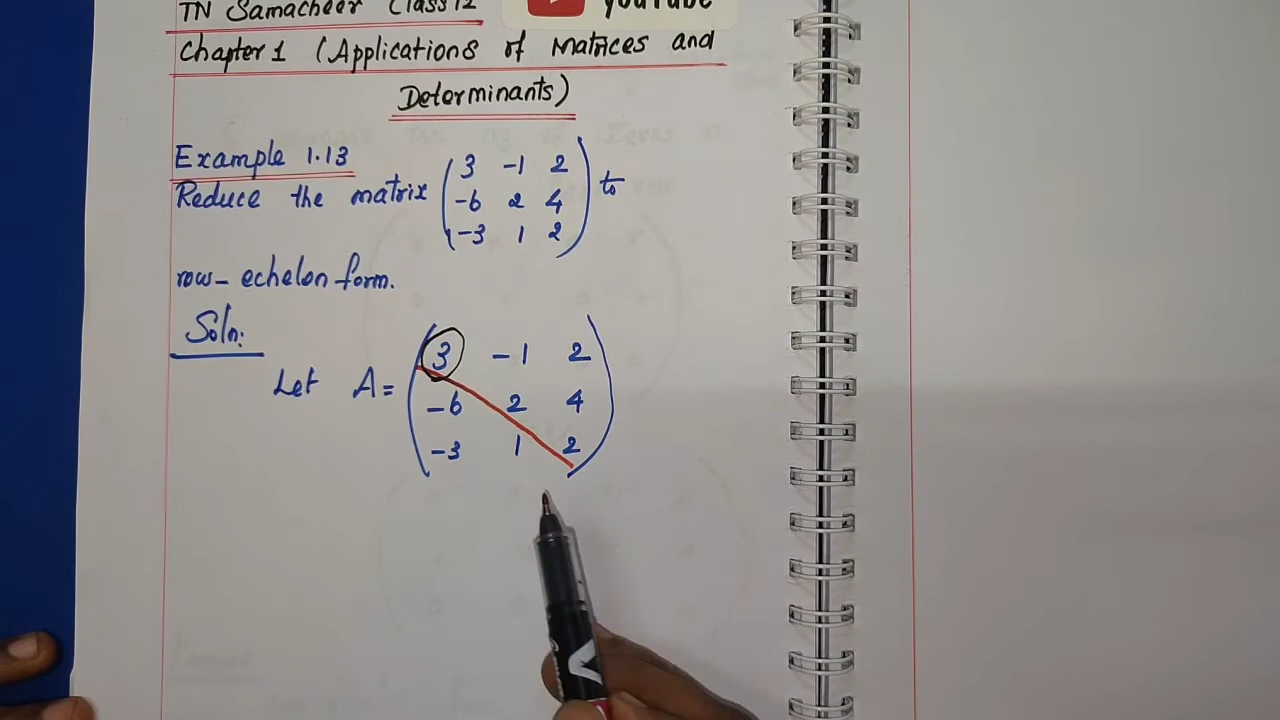 TN Samacheer Class 12
YouTube
Chapter 1 (Applications of Matrices and
Determinants)
Example 1.13
Reduce the matrix ( 3 -1 2
-6 2 4
-3 1 2 ) to
row-echelon form.
Soln:
Let A = ( 3 -1 2
-6 2 4
-3 1 2 )
V